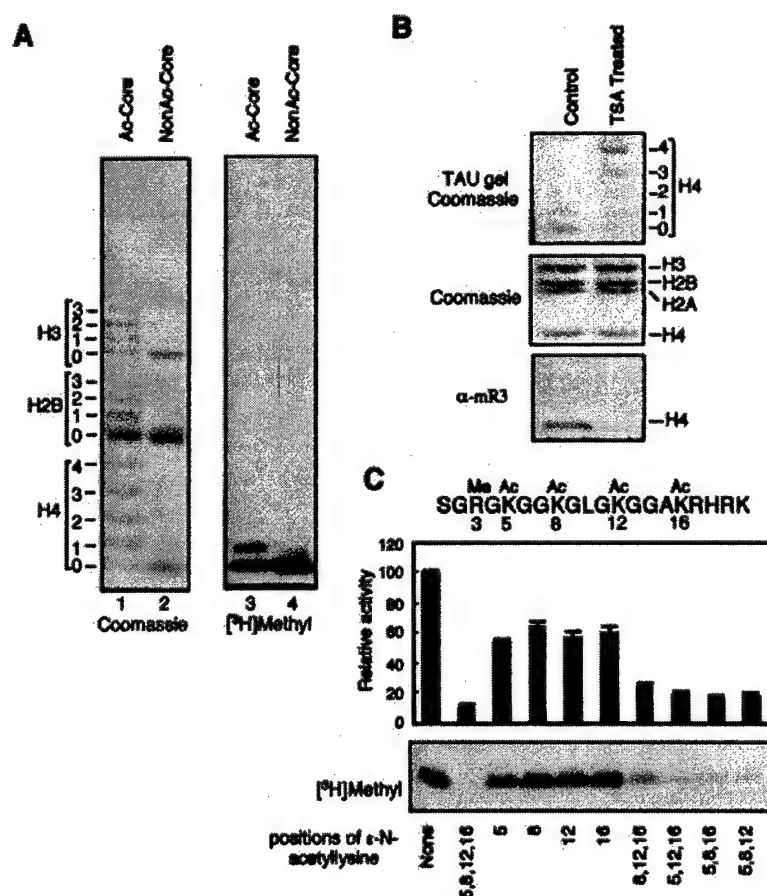 A
Ac-Core
NonAc-Core
Ac-Core
NonAc-Core
H3
3
2
1
0
H2B
3
2
1
0
H4
4
3
2
1
0
1
2
3
4
Coomassie
[³H]Methyl
B
Control
TSA Treated
TAU gel
Coomassie
4
3
2
1
0
H4
Coomassie
H3
H2B
H2A
H4
α-mR3
H4
C
Me Ac Ac Ac Ac
SGRGKGGKGLGKGGAKRHRK
3 5 8 12 16
Relative activity
120
100
80
60
40
20
0
[³H]Methyl
positions of ε-N-
acetyllysine
None
5,8,12,16
5
8
12
16
8,12,16
5,12,16
5,8,16
5,8,12